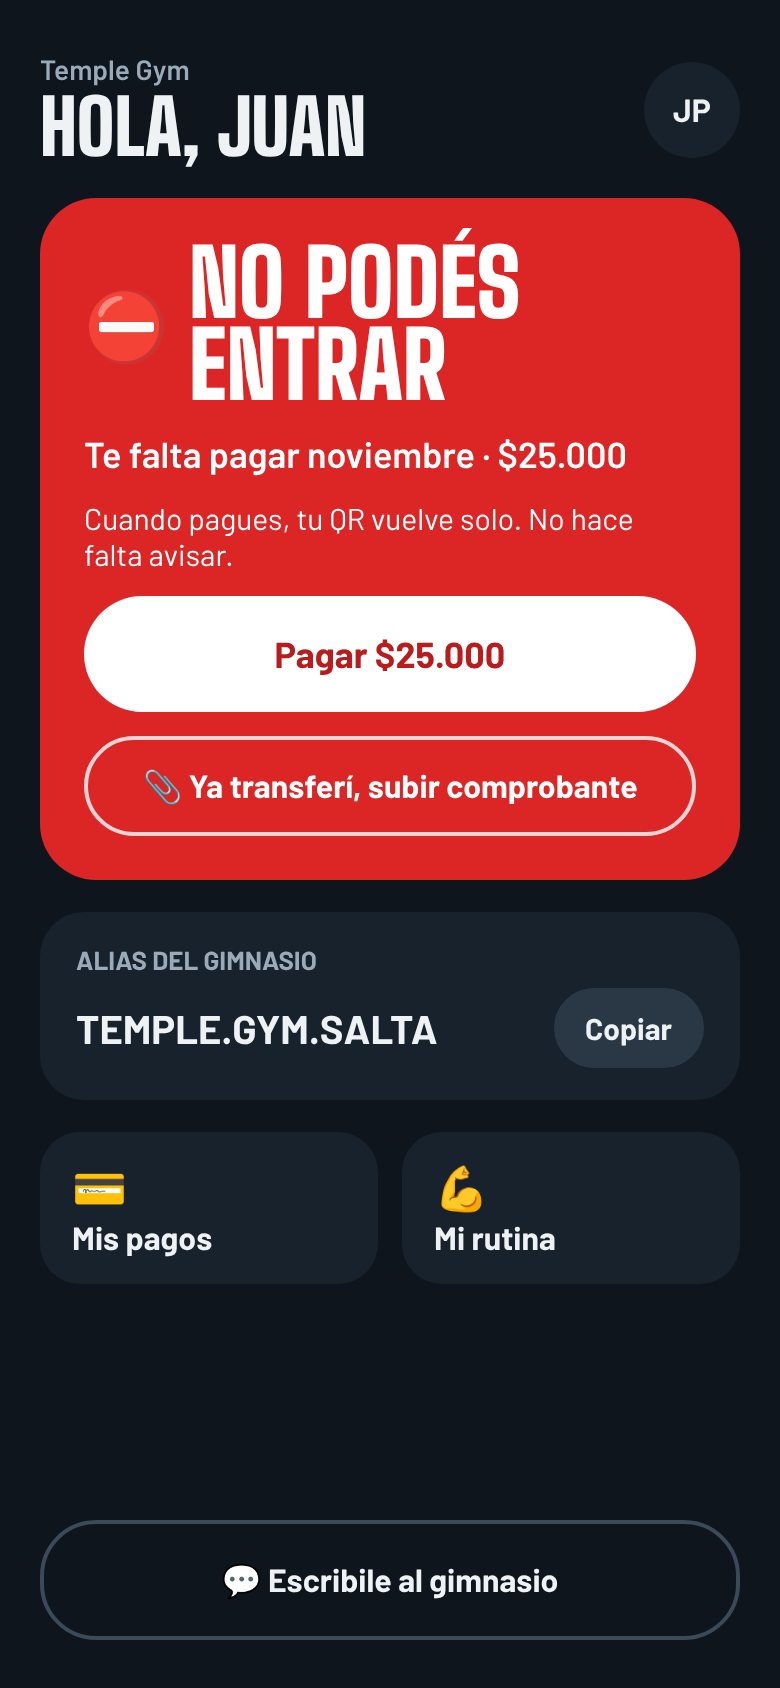 Temple Gym
HOLA, JUAN
JP
NO PODÉS
ENTRAR
Te falta pagar noviembre · $25.000
Cuando pagues, tu QR vuelve solo. No hace
falta avisar.
Pagar $25.000
Ya transferí, subir comprobante
ALIAS DEL GIMNASIO
TEMPLE.GYM.SALTA
Copiar
Mis pagos
Mi rutina
Escribile al gimnasio